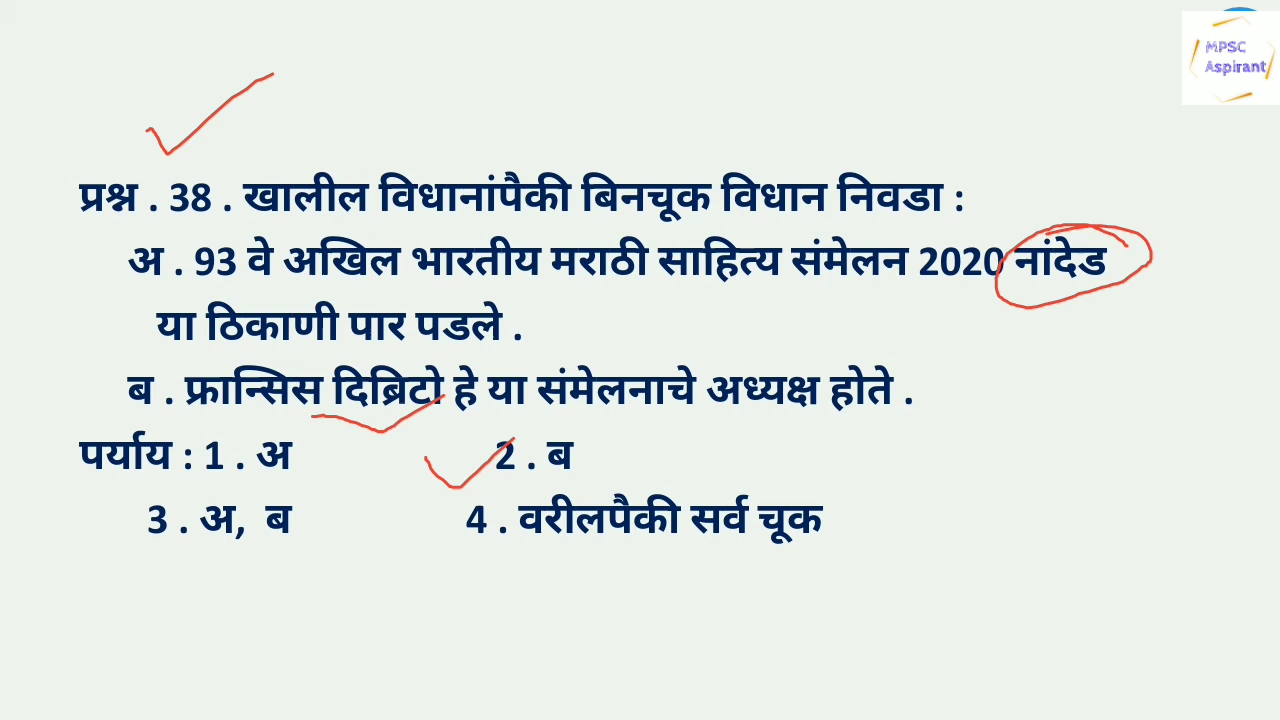 MPSC
Aspirant
प्रश्न . 38 . खालील विधानांपैकी बिनचूक विधान निवडा :
अ . 93 वे अखिल भारतीय मराठी साहित्य संमेलन 2020 नांदेड
या ठिकाणी पार पडले .
ब . फ्रान्सिस दिब्रिटो हे या संमेलनाचे अध्यक्ष होते .
पर्याय : 1 . अ 2 . ब
3 . अ, ब 4 . वरीलपैकी सर्व चूक